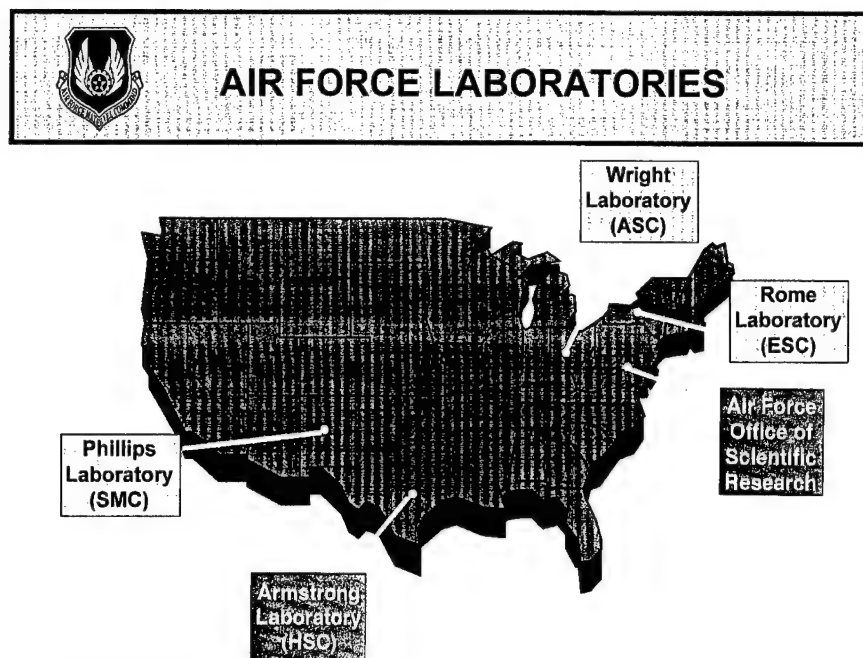 AIR FORCE LABORATORIES
Wright
Laboratory
(ASC)
Rome
Laboratory
(ESC)
Air Force
Office of
Scientific
Research
Phillips
Laboratory
(SMC)
Armstrong
Laboratory
(HSC)